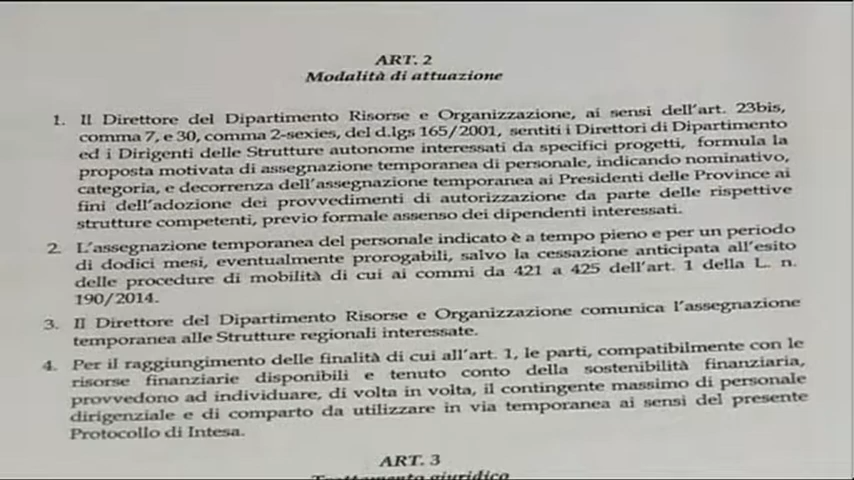 ART. 2
Modalità di attuazione
1. Il Direttore del Dipartimento Risorse e Organizzazione, ai sensi dell'art. 23bis,
comma 7, e 30, comma 2-sexies, del d.lgs 165/2001, sentiti i Direttori di Dipartimento
ed i Dirigenti delle Strutture autonome interessati da specifici progetti, formula la
proposta motivata di assegnazione temporanea di personale, indicando nominativo,
categoria, e decorrenza dell'assegnazione temporanea ai Presidenti delle Province ai
fini dell'adozione dei provvedimenti di autorizzazione da parte delle rispettive
strutture competenti, previo formale assenso dei dipendenti interessati.
2. L'assegnazione temporanea del personale indicato è a tempo pieno e per un periodo
di dodici mesi, eventualmente prorogabili, salvo la cessazione anticipata all'esito
delle procedure di mobilità di cui ai commi da 421 a 425 dell'art. 1 della L. n.
190/2014.
3. Il Direttore del Dipartimento Risorse e Organizzazione comunica l'assegnazione
temporanea alle Strutture regionali interessate.
4. Per il raggiungimento delle finalità di cui all'art. 1, le parti, compatibilmente con le
risorse finanziarie disponibili e tenuto conto della sostenibilità finanziaria,
provvedono ad individuare, di volta in volta, il contingente massimo di personale
dirigenziale e di comparto da utilizzare in via temporanea ai sensi del presente
Protocollo di Intesa.
ART. 3
Trattamento giuridico